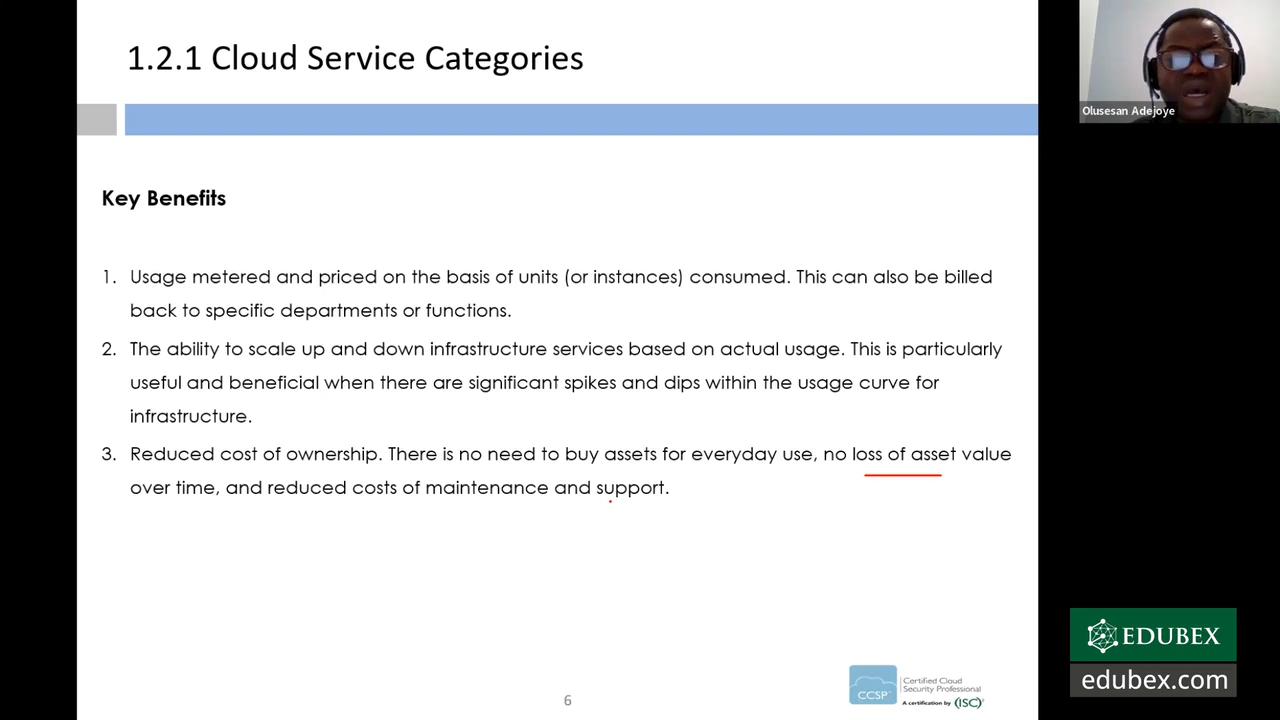 1.2.1 Cloud Service Categories
Olusesan Adejoye
Key Benefits
1. Usage metered and priced on the basis of units (or instances) consumed. This can also be billed
back to specific departments or functions.
2. The ability to scale up and down infrastructure services based on actual usage. This is particularly
useful and beneficial when there are significant spikes and dips within the usage curve for
infrastructure.
3. Reduced cost of ownership. There is no need to buy assets for everyday use, no loss of asset value
over time, and reduced costs of maintenance and support.
EDUBEX
edubex.com
CCSP
Certified Cloud
Security Professional
A certification by (ISC)²
6